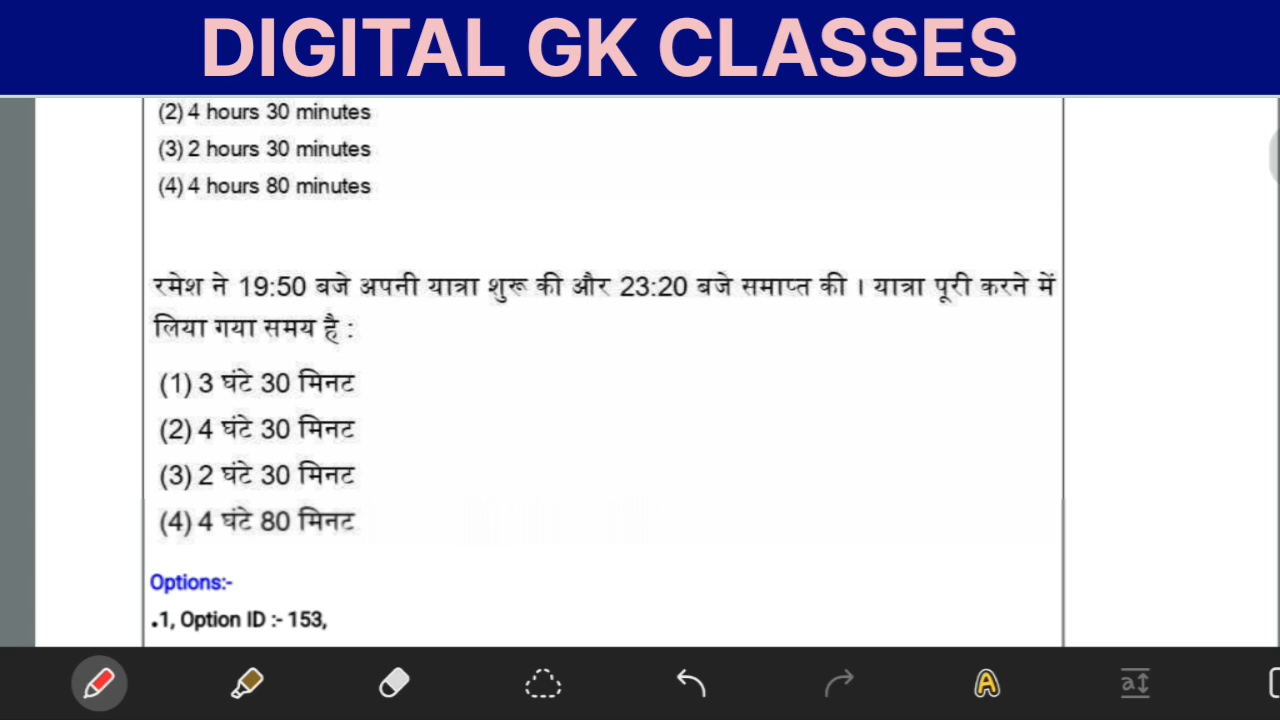 DIGITAL GK CLASSES
(2) 4 hours 30 minutes
(3) 2 hours 30 minutes
(4) 4 hours 80 minutes
रमेश ने 19:50 बजे अपनी यात्रा शुरू की और 23:20 बजे समाप्त की । यात्रा पूरी करने में
लिया गया समय है :
(1) 3 घंटे 30 मिनट
(2) 4 घंटे 30 मिनट
(3) 2 घंटे 30 मिनट
(4) 4 घंटे 80 मिनट
Options:-
.1, Option ID :- 153,
A
a